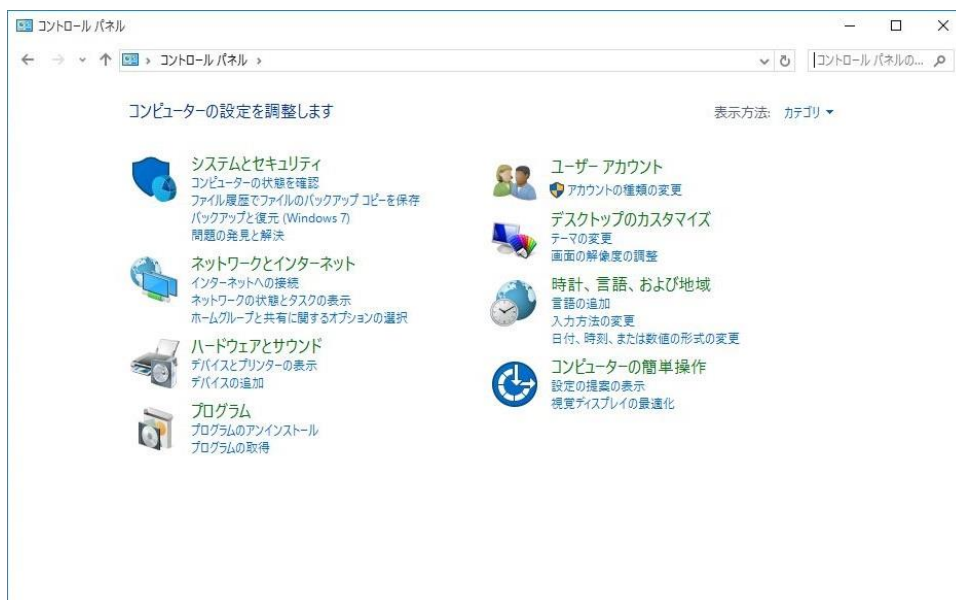 コントロール パネル
コントロール パネル
コントロール パネルの...
コンピューターの設定を調整します
表示方法: カテゴリ
システムとセキュリティ
コンピューターの状態を確認
ファイル履歴でファイルのバックアップ コピーを保存
バックアップと復元 (Windows 7)
問題の発見と解決
ネットワークとインターネット
インターネットへの接続
ネットワークの状態とタスクの表示
ホームグループと共有に関するオプションの選択
ハードウェアとサウンド
デバイスとプリンターの表示
デバイスの追加
プログラム
プログラムのアンインストール
プログラムの取得
ユーザー アカウント
アカウントの種類の変更
デスクトップのカスタマイズ
テーマの変更
画面の解像度の調整
時計、言語、および地域
言語の追加
入力方法の変更
日付、時刻、または数値の形式の変更
コンピューターの簡単操作
設定の提案の表示
視覚ディスプレイの最適化